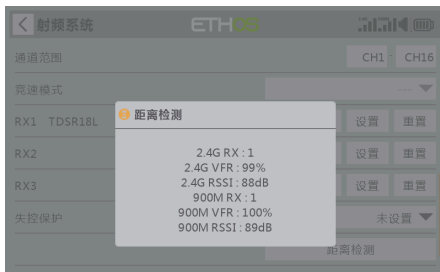 射频系统
ETHOS
通道范围 CH1 - CH16
竞速模式 ---
RX1 TDSR18L 设置 重置
距离检测
2.4G RX : 1
2.4G VFR : 99%
2.4G RSSI : 88dB
900M RX : 1
900M VFR : 100%
900M RSSI : 89dB
RX2 设置 重置
RX3 设置 重置
失控保护 未设置
距离检测